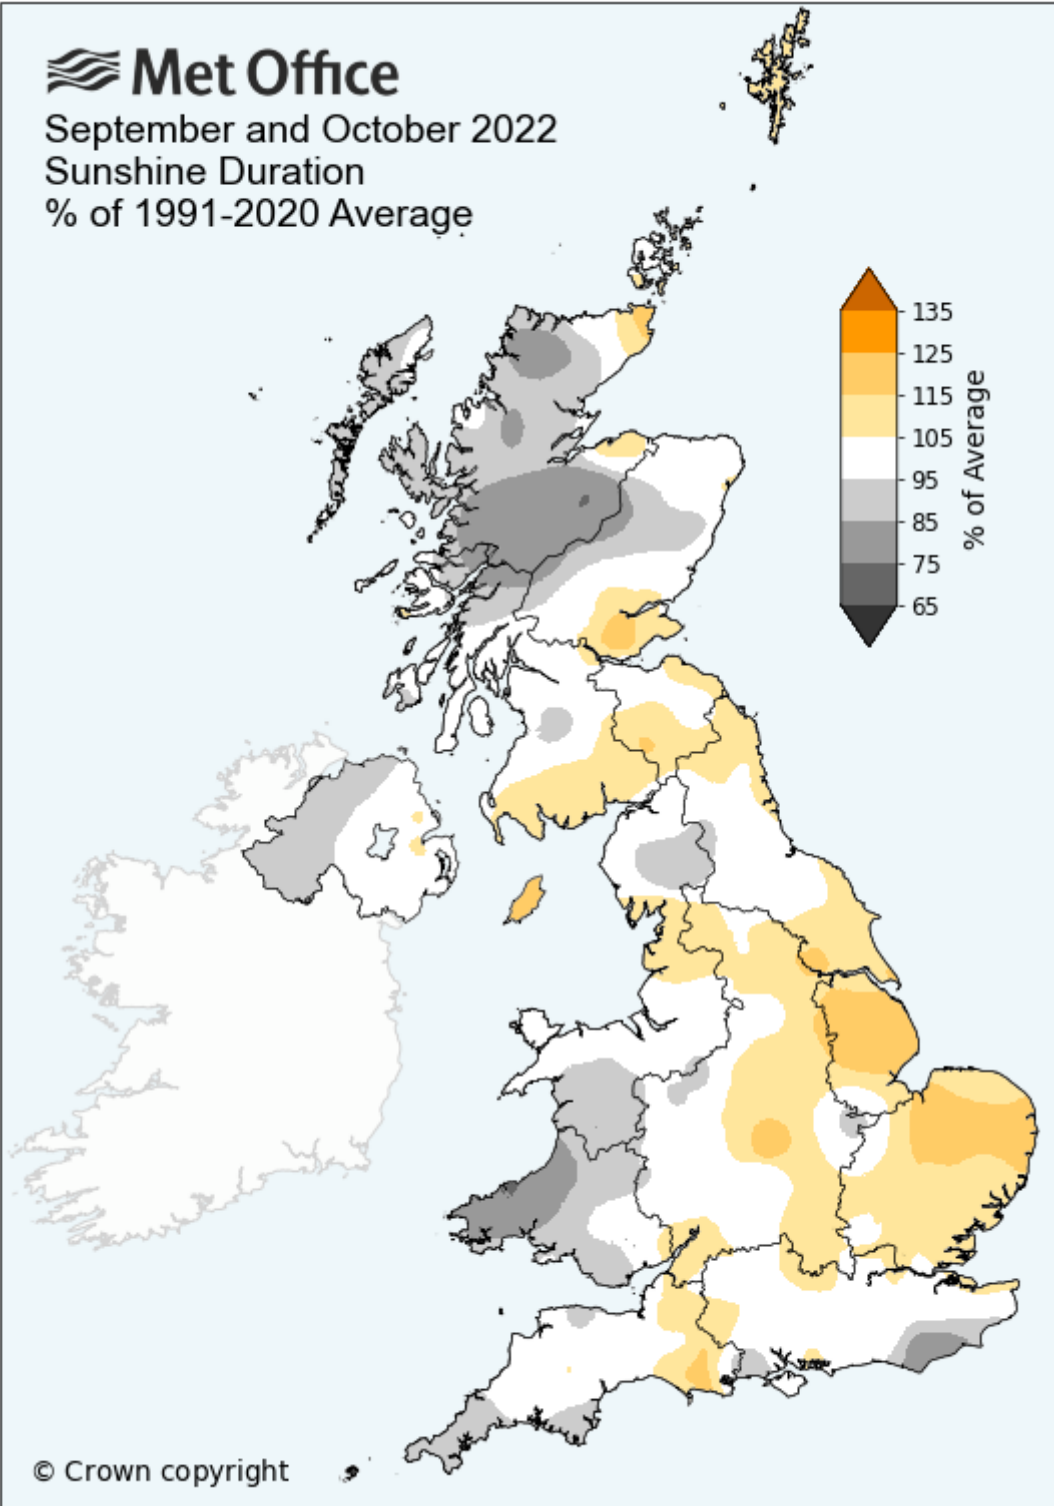 Met Office
September and October 2022
Sunshine Duration
% of 1991-2020 Average
135
125
115
105
95
85
75
65
% of Average
© Crown copyright